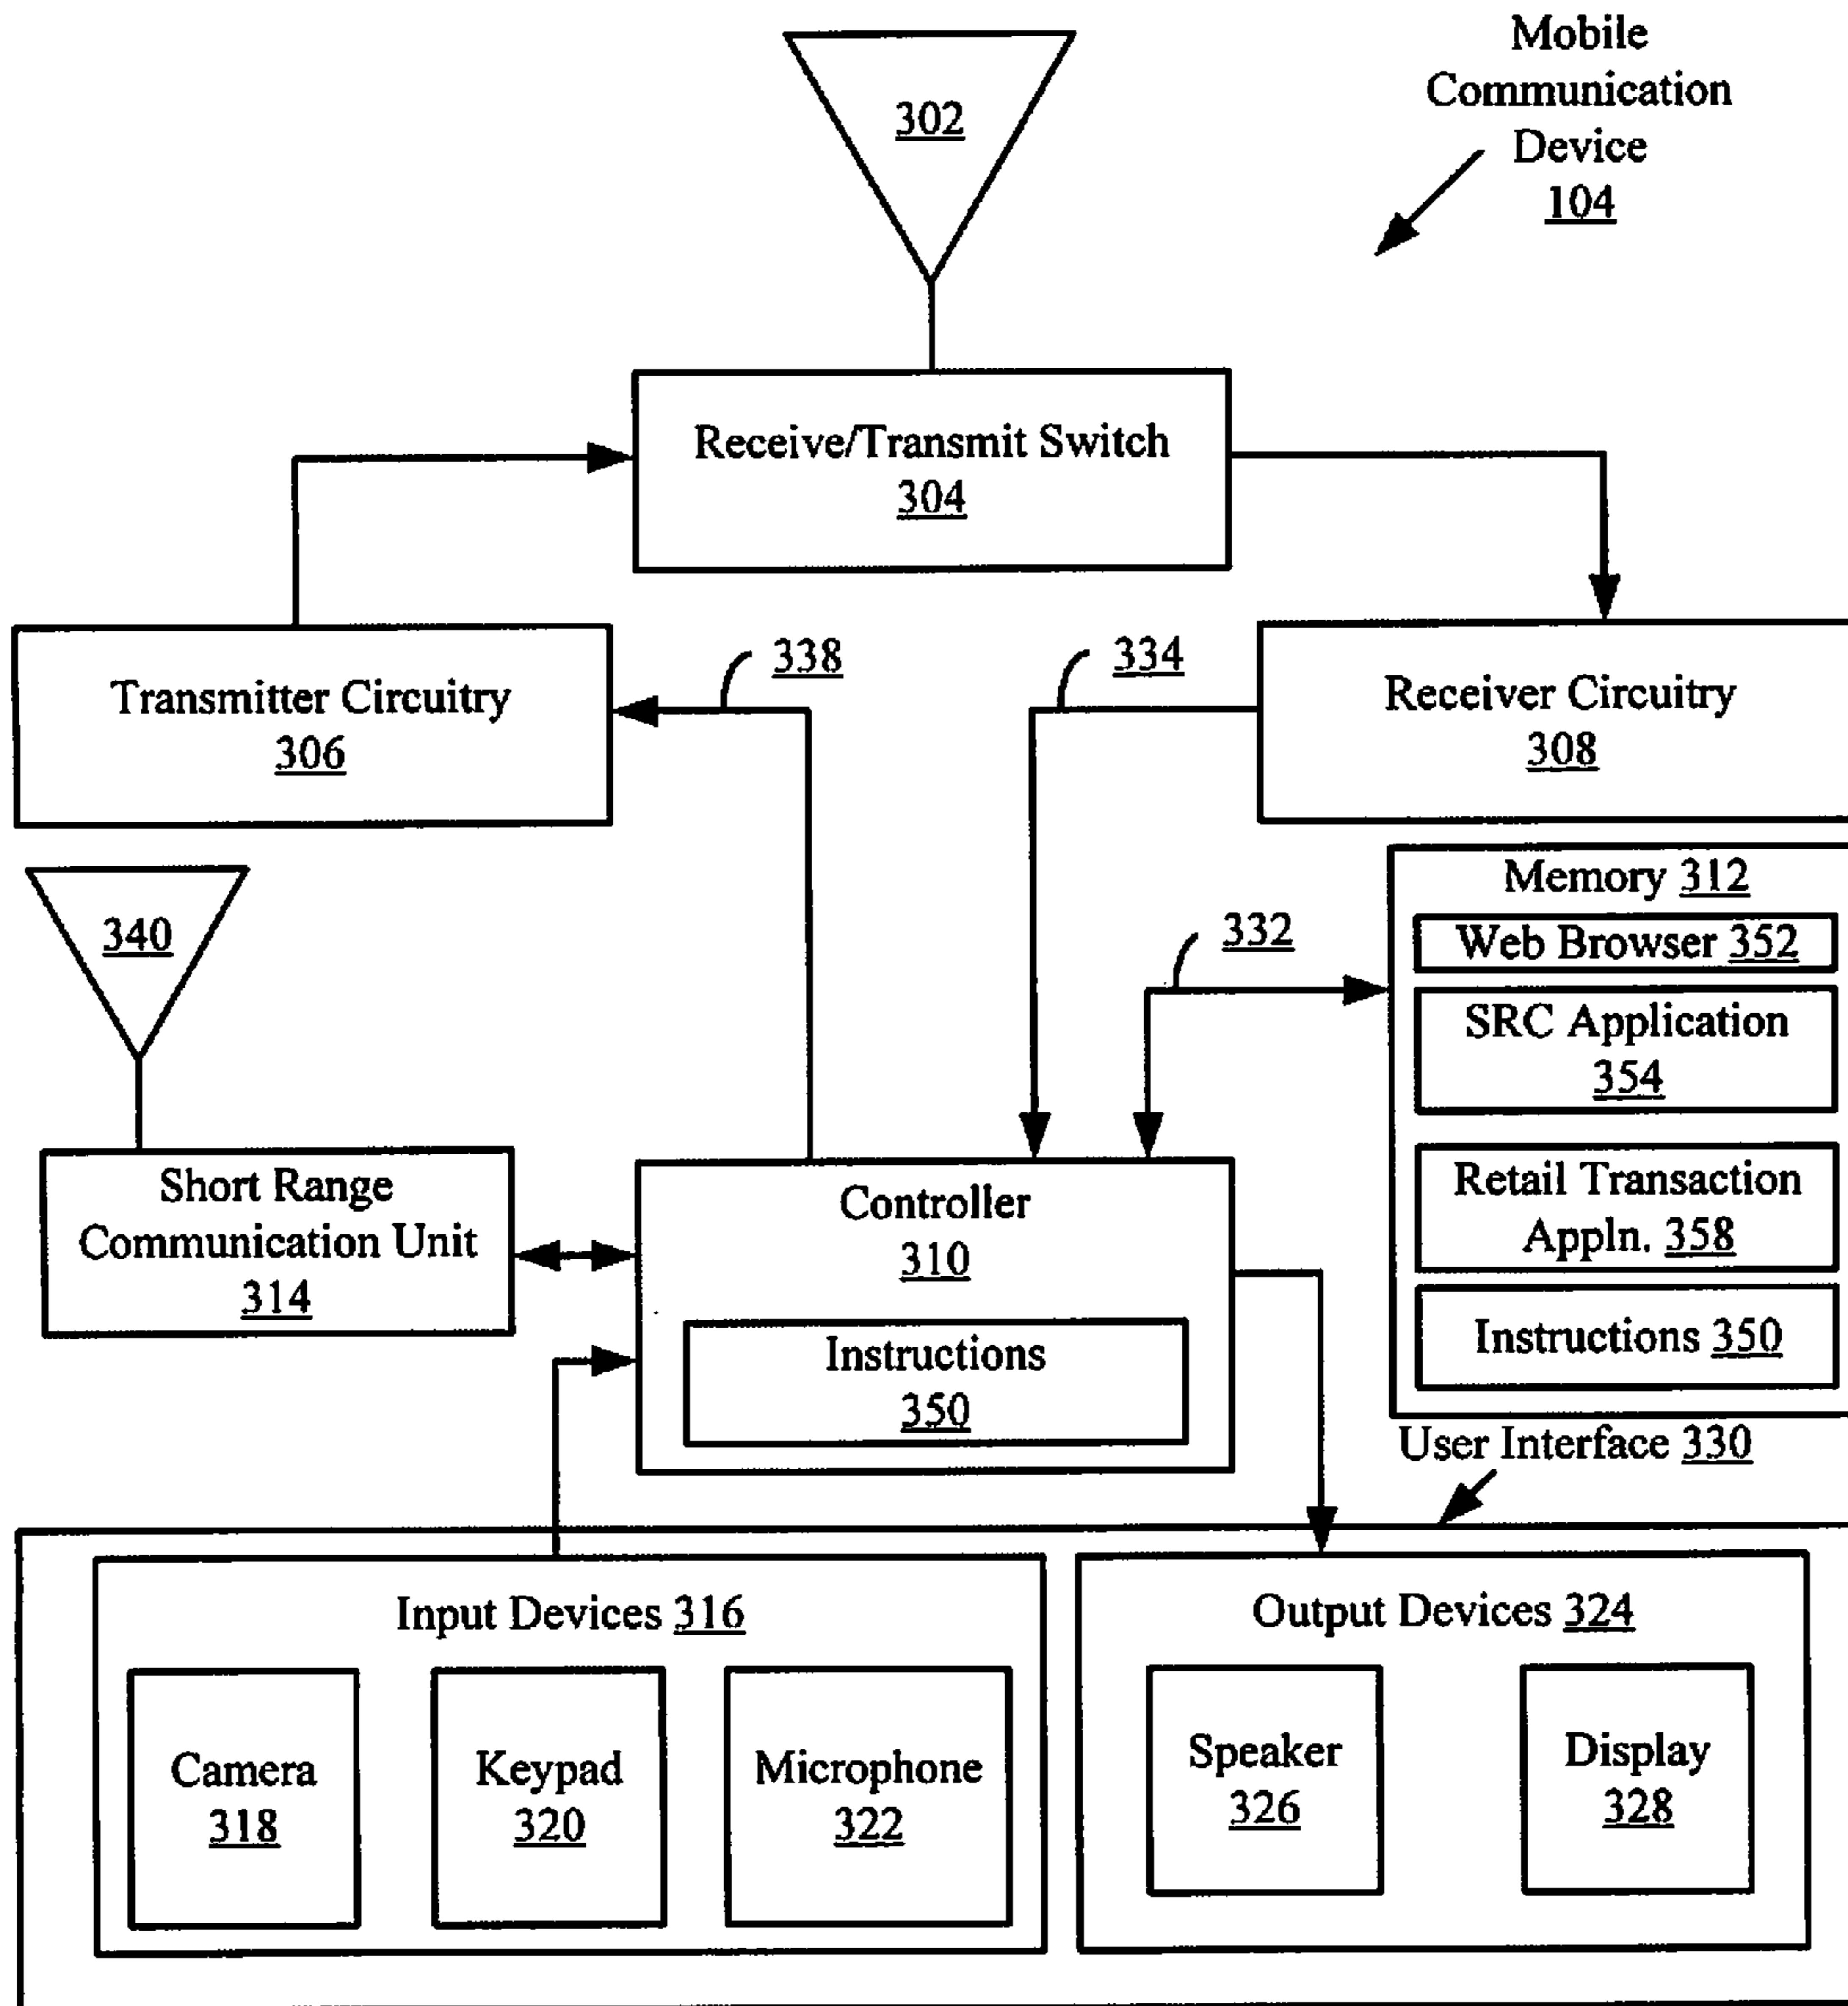 Mobile
Communication
Device
104
302
Receive/Transmit Switch
304
338
334
Transmitter Circuitry
306
Receiver Circuitry
308
Memory 312
Web Browser 352
SRC Application
354
Retail Transaction
Appln. 358
Instructions 350
340
332
Short Range
Communication Unit
314
Controller
310
Instructions
350
User Interface 330
Input Devices 316
Camera
318
Keypad
320
Microphone
322
Output Devices 324
Speaker
326
Display
328